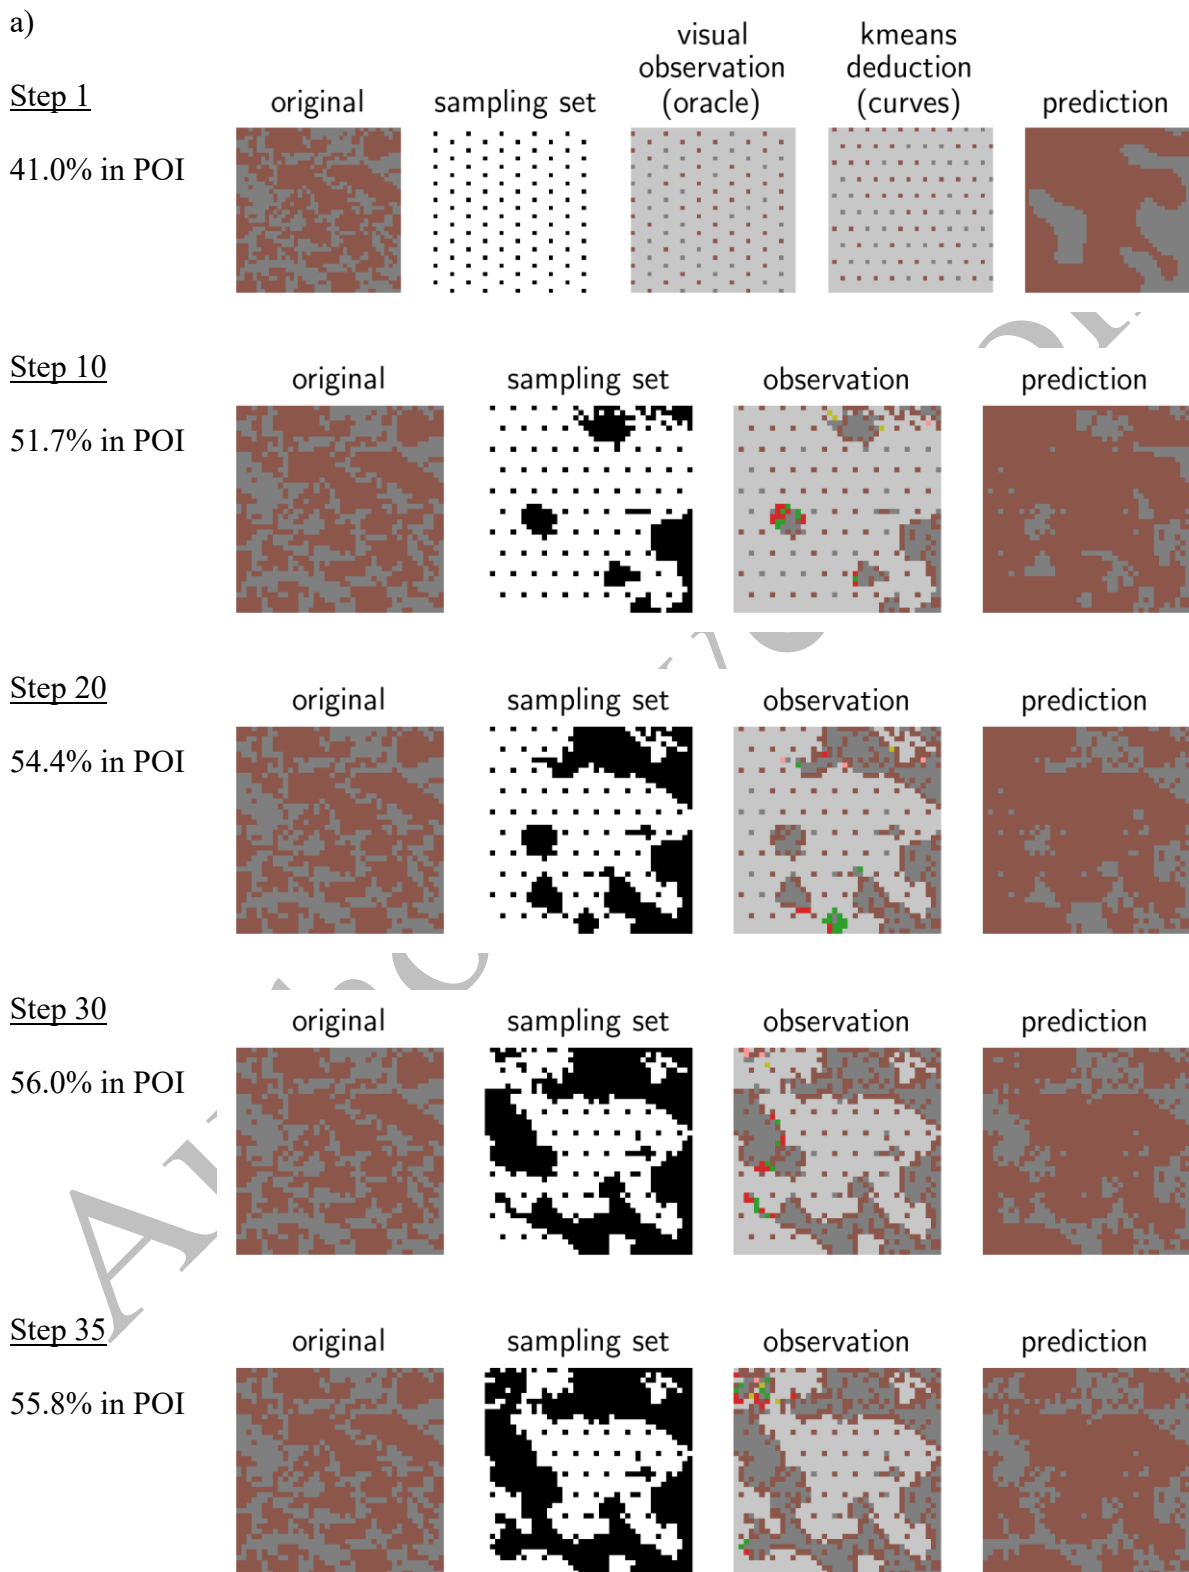 a)
visual
observation
(oracle)
kmeans
deduction
(curves)
Step 1
original
sampling set
prediction
41.0% in POI
Step 10
original
sampling set
observation
prediction
51.7% in POI
Step 20
original
sampling set
observation
prediction
54.4% in POI
Step 30
original
sampling set
observation
prediction
56.0% in POI
Step 35
original
sampling set
observation
prediction
55.8% in POI